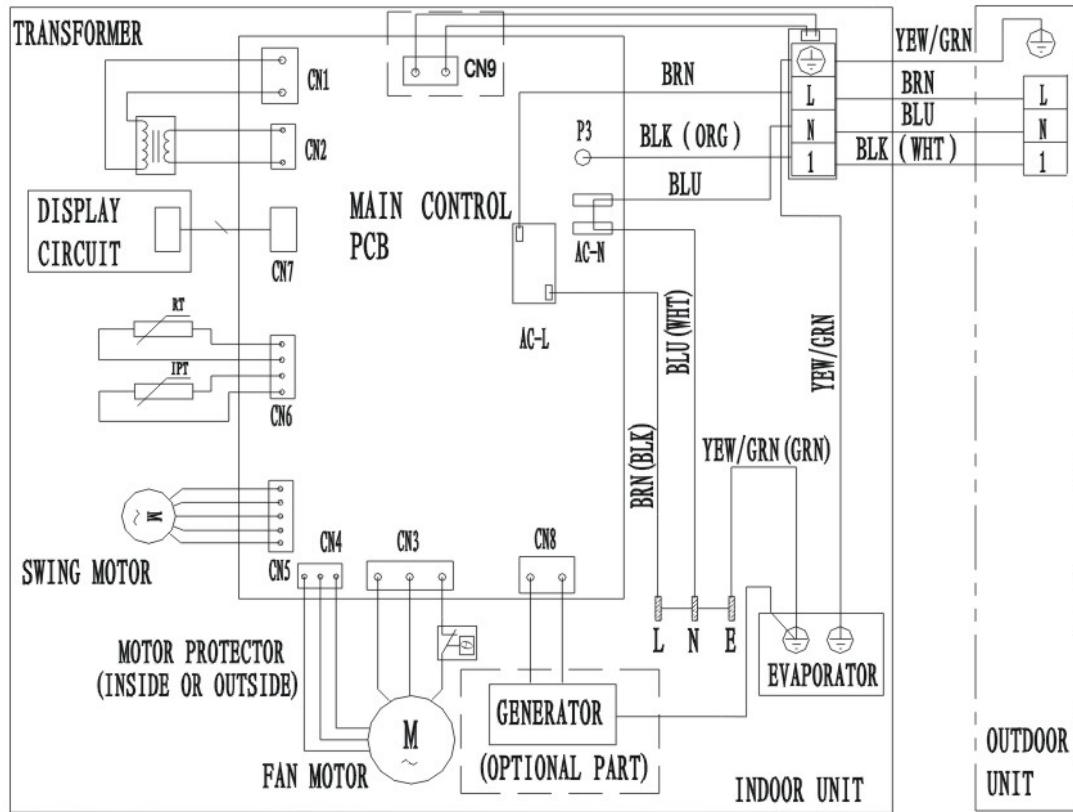 TRANSFORMER
CN1
CN2
CN9
DISPLAY
CIRCUIT
CN7
MAIN CONTROL
PCB
BRN
P3
BLK (ORG)
BLU
AC-N
AC-L
L
N
1
YEW/GRN
BRN
BLU
BLK (WHT)
L
N
1
RT
IPT
CN6
BLU(WHT)
YEW/GRN
BRN(BLK)
YEW/GRN(GRN)
M
~
SWING MOTOR
CN5
CN4
CN3
CN8
L N E
MOTOR PROTECTOR
(INSIDE OR OUTSIDE)
EVAPORATOR
GENERATOR
(OPTIONAL PART)
M
~
FAN MOTOR
INDOOR UNIT
OUTDOOR
UNIT